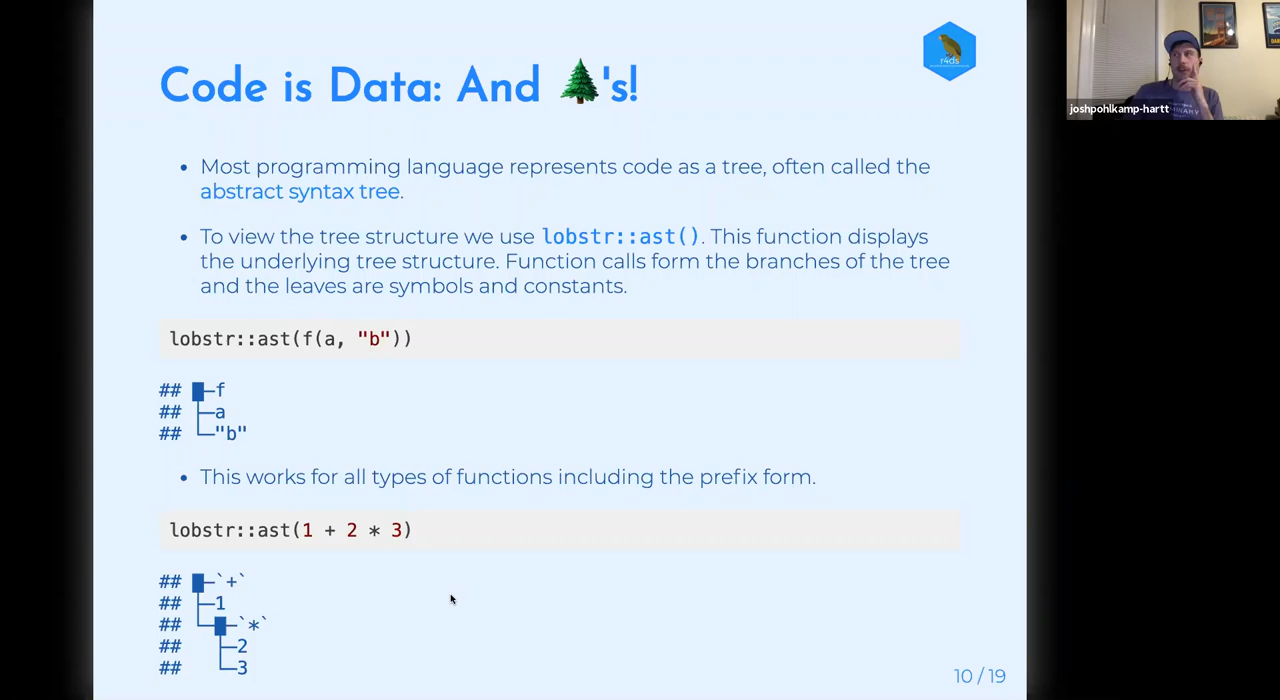 Code is Data: And 🌲's!
r4ds
joshpohlkamp-hartt
• Most programming language represents code as a tree, often called the
abstract syntax tree.
• To view the tree structure we use lobstr::ast(). This function displays
the underlying tree structure. Function calls form the branches of the tree
and the leaves are symbols and constants.
lobstr::ast(f(a, "b"))
## █─f
## ├─a
## └─"b"
• This works for all types of functions including the prefix form.
lobstr::ast(1 + 2 * 3)
## █─`+`
## ├─1
## └─█─`*`
##   ├─2
##   └─3
10 / 19